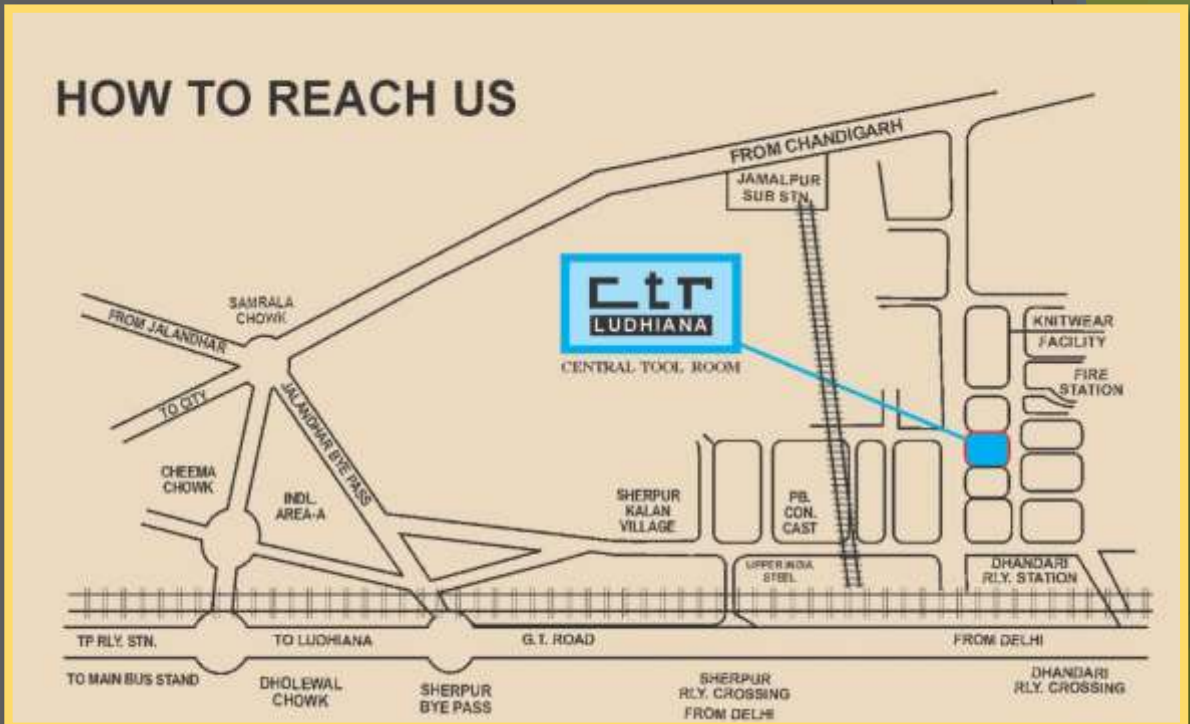 HOW TO REACH US
FROM CHANDIGARH
JAMALPUR
SUB STN.
ctr
LUDHIANA
CENTRAL TOOL ROOM
SAMRALA
CHOWK
FROM JALANDHAR
TO CITY
JALANDHAR BYE PASS
KNITWEAR
FACILITY
FIRE
STATION
CHEEMA
CHOWK
INDL.
AREA-A
SHERPUR
KALAN
VILLAGE
PB.
CON.
CAST
UPPER INDIA
STEEL
DHANDARI
RLY. STATION
TP RLY. STN.
TO LUDHIANA
G.T. ROAD
FROM DELHI
TO MAIN BUS STAND
DHOLEWAL
CHOWK
SHERPUR
BYE PASS
SHERPUR
RLY. CROSSING
FROM DELHI
DHANDARI
RLY. CROSSING